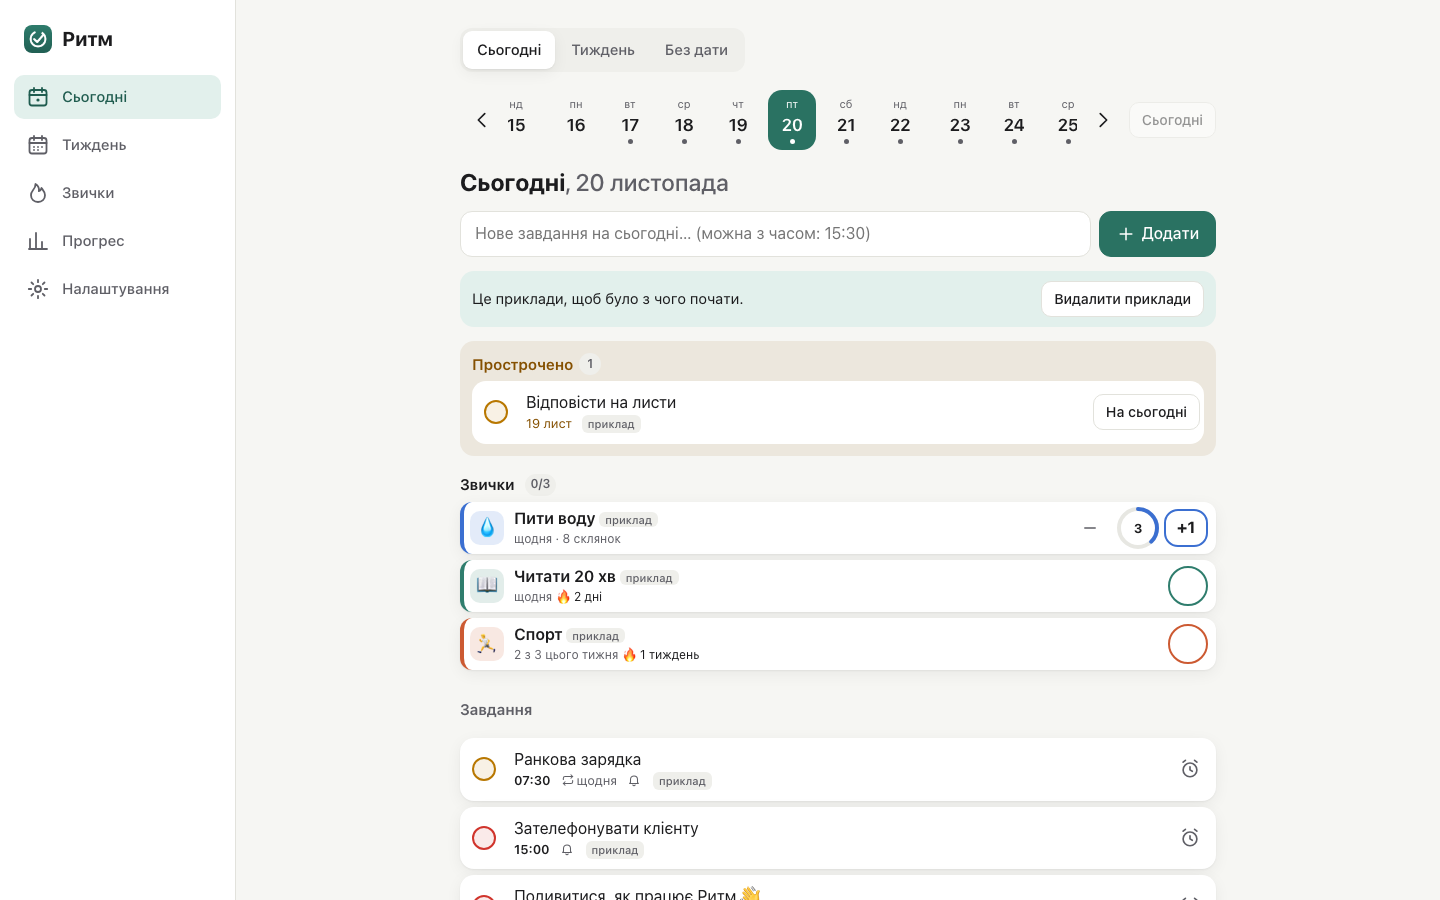 Ритм
Сьогодні
Тиждень
Звички
Прогрес
Налаштування
Сьогодні Тиждень Без дати
нд пн вт ср чт пт сб нд пн вт ср
15 16 17 18 19 20 21 22 23 24 25
Сьогодні
Сьогодні, 20 листопада
Нове завдання на сьогодні... (можна з часом: 15:30)
Додати
Це приклади, щоб було з чого почати.
Видалити приклади
Прострочено 1
Відповісти на листи
19 лист приклад
На сьогодні
Звички 0/3
Пити воду приклад
щодня · 8 склянок
3
+1
Читати 20 хв приклад
щодня 🔥 2 дні
Спорт приклад
2 з 3 цього тижня 🔥 1 тиждень
Завдання
Ранкова зарядка
07:30 щодня приклад
Зателефонувати клієнту
15:00 приклад
Подивитися, як працює Ритм 👋